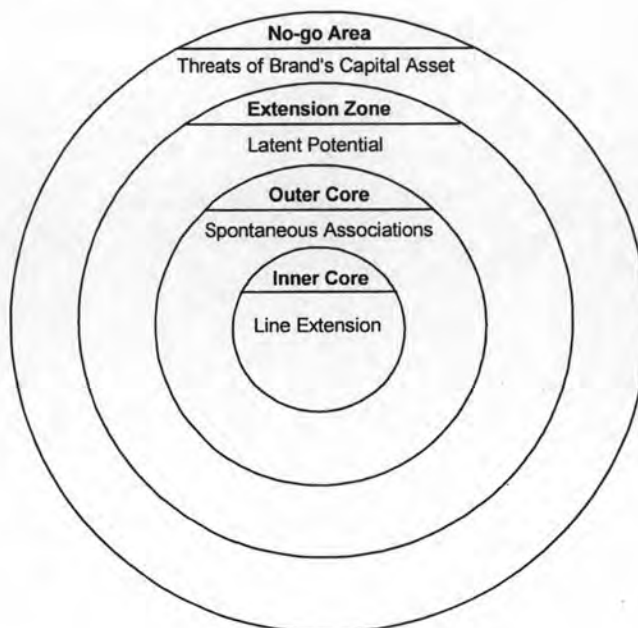 No-go Area
Threats of Brand's Capital Asset
Extension Zone
Latent Potential
Outer Core
Spontaneous Associations
Inner Core
Line Extension